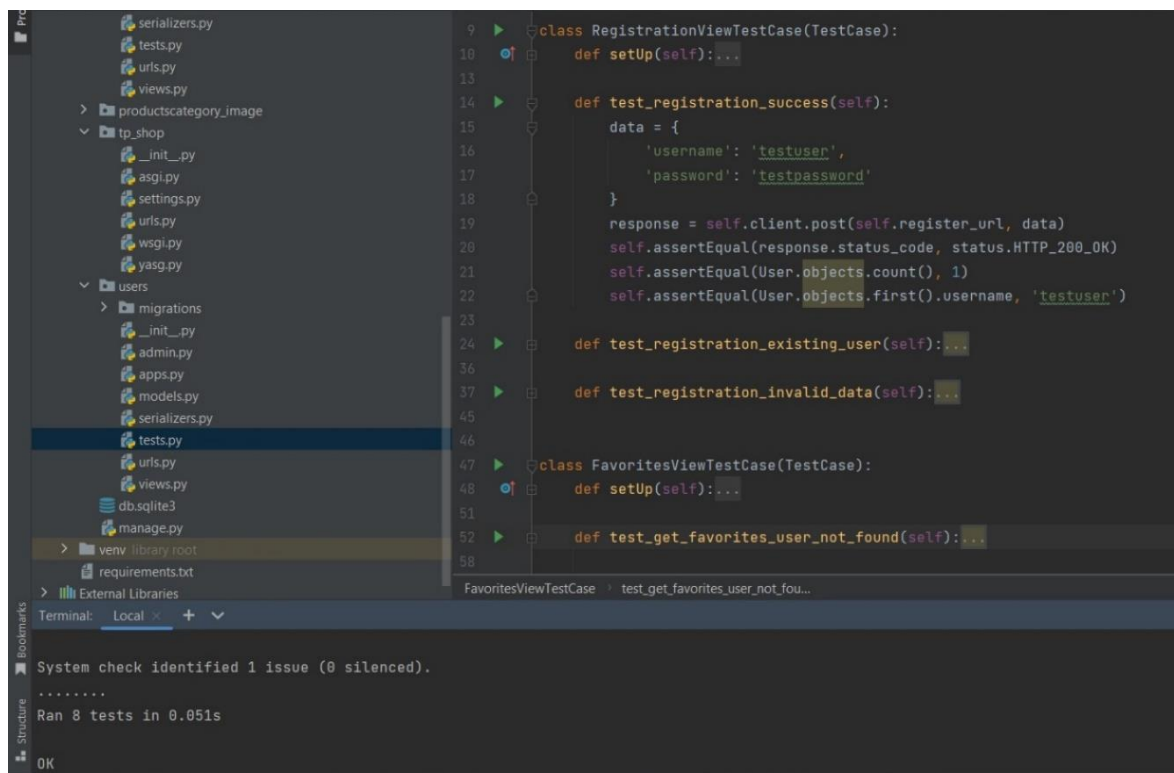 Pro
serializers.py
tests.py
urls.py
views.py
productscategory_image
tp_shop
__init__.py
asgi.py
settings.py
urls.py
wsgi.py
yasg.py
users
migrations
__init__.py
admin.py
apps.py
models.py
serializers.py
tests.py
urls.py
views.py
db.sqlite3
manage.py
venv library root
requirements.txt
External Libraries
9 class RegistrationViewTestCase(TestCase):
10 def setUp(self):...
13
14 def test_registration_success(self):
15 data = {
16 'username': 'testuser',
17 'password': 'testpassword'
18 }
19 response = self.client.post(self.register_url, data)
20 self.assertEqual(response.status_code, status.HTTP_200_OK)
21 self.assertEqual(User.objects.count(), 1)
22 self.assertEqual(User.objects.first().username, 'testuser')
23
24 def test_registration_existing_user(self):...
36
37 def test_registration_invalid_data(self):...
45
46
47 class FavoritesViewTestCase(TestCase):
48 def setUp(self):...
51
52 def test_get_favorites_user_not_found(self):...
58
FavoritesViewTestCase › test_get_favorites_user_not_fou...
Bookmarks
Structure
Terminal: Local × +
System check identified 1 issue (0 silenced).
........
Ran 8 tests in 0.051s
OK